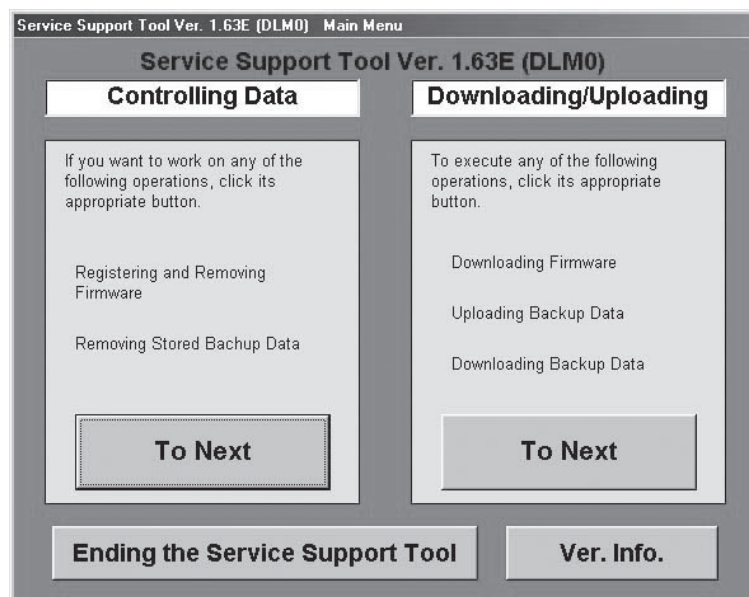 Service Support Tool Ver. 1.63E (DLM0) Main Menu
Service Support Tool Ver. 1.63E (DLM0)
Controlling Data
If you want to work on any of the
following operations, click its
appropriate button.
Registering and Removing
Firmware
Removing Stored Bachup Data
To Next
Downloading/Uploading
To execute any of the following
operations, click its appropriate
button.
Downloading Firmware
Uploading Backup Data
Downloading Backup Data
To Next
Ending the Service Support Tool
Ver. Info.